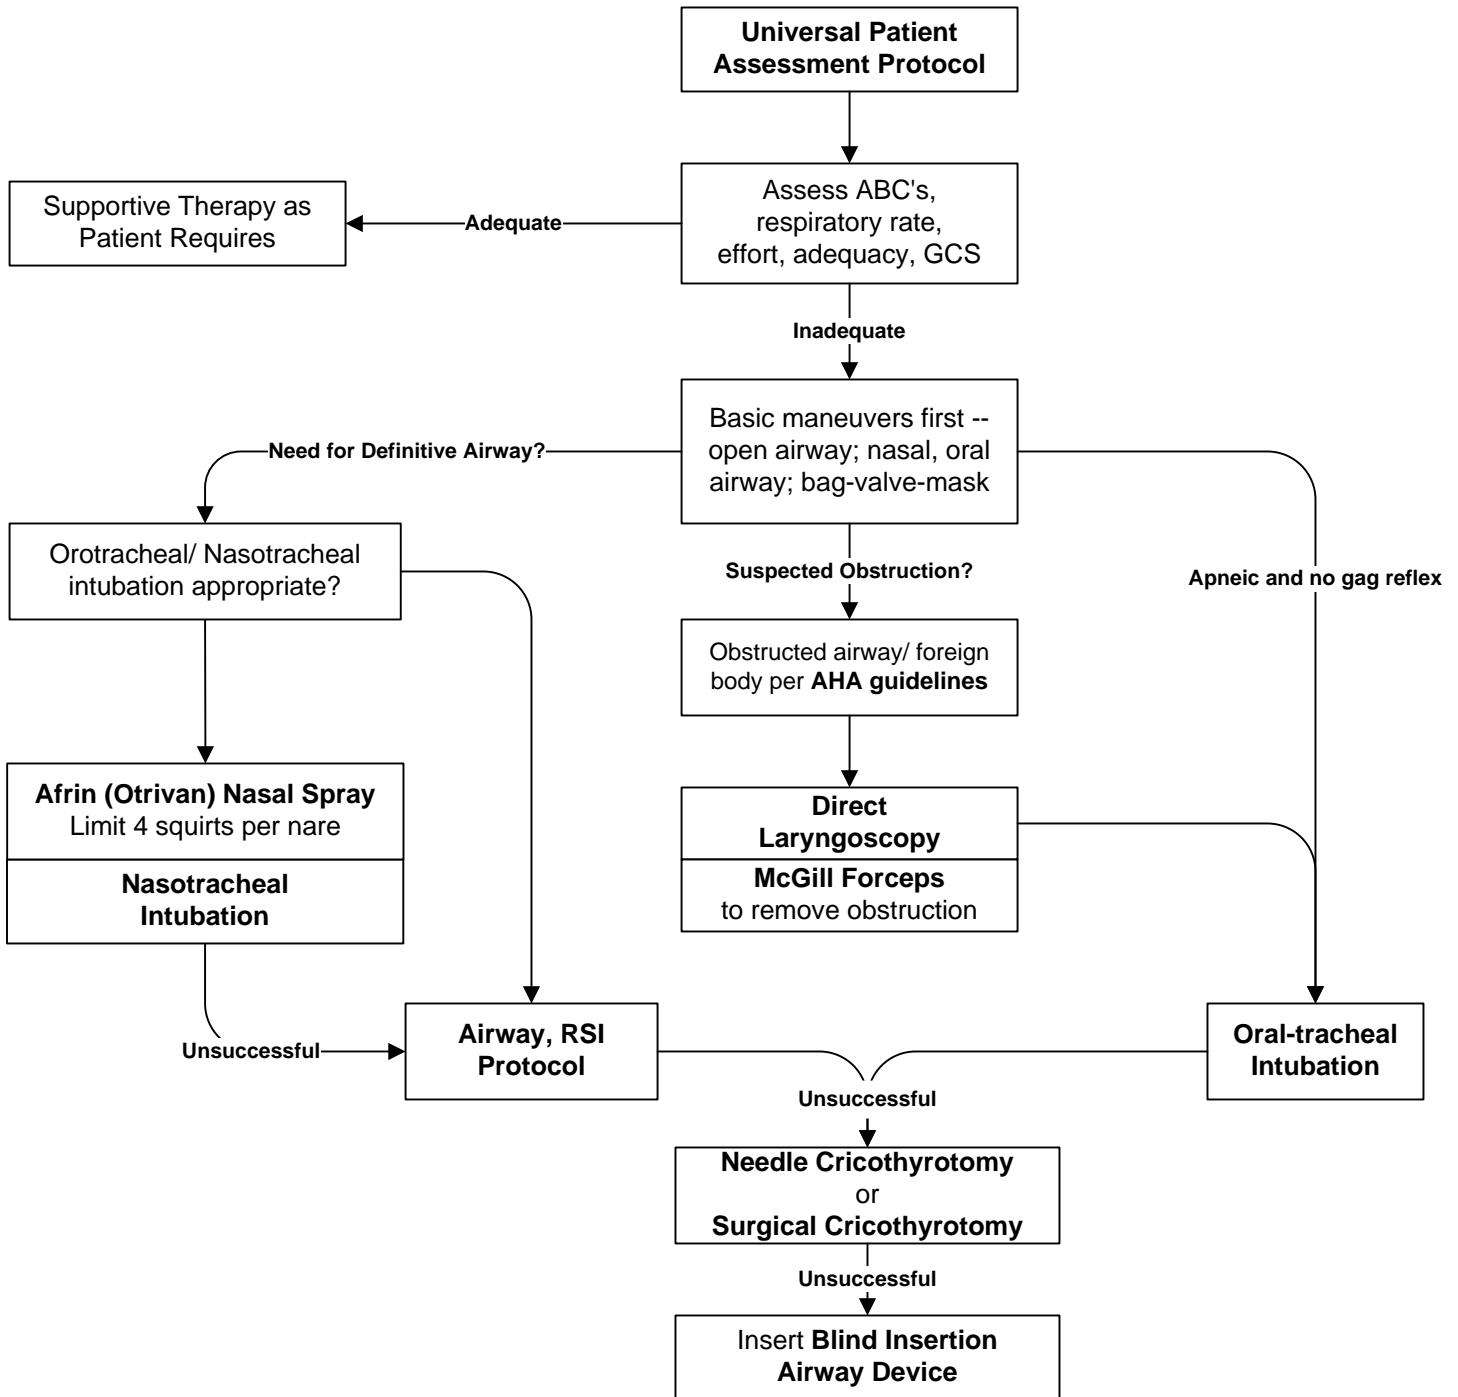 Universal Patient
Assessment Protocol
Assess ABC's,
respiratory rate,
effort, adequacy, GCS
Adequate
Supportive Therapy as
Patient Requires
Inadequate
Basic maneuvers first --
open airway; nasal, oral
airway; bag-valve-mask
Need for Definitive Airway?
Orotracheal/ Nasotracheal
intubation appropriate?
Suspected Obstruction?
Apneic and no gag reflex
Obstructed airway/ foreign
body per AHA guidelines
Afrin (Otrivan) Nasal Spray
Limit 4 squirts per nare
Nasotracheal
Intubation
Direct
Laryngoscopy
McGill Forceps
to remove obstruction
Unsuccessful
Airway, RSI
Protocol
Oral-tracheal
Intubation
Unsuccessful
Needle Cricothyrotomy
or
Surgical Cricothyrotomy
Unsuccessful
Insert Blind Insertion
Airway Device